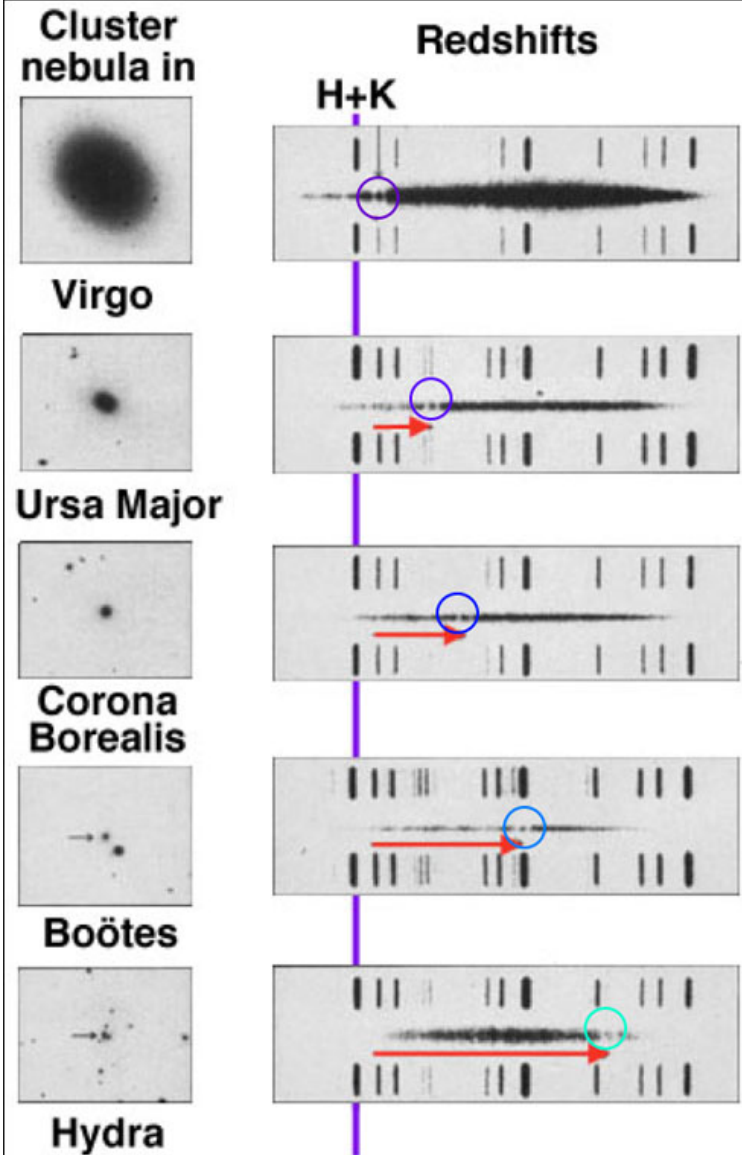 Cluster
nebula in
Redshifts
H+K
Virgo
Ursa Major
Corona
Borealis
Boötes
Hydra